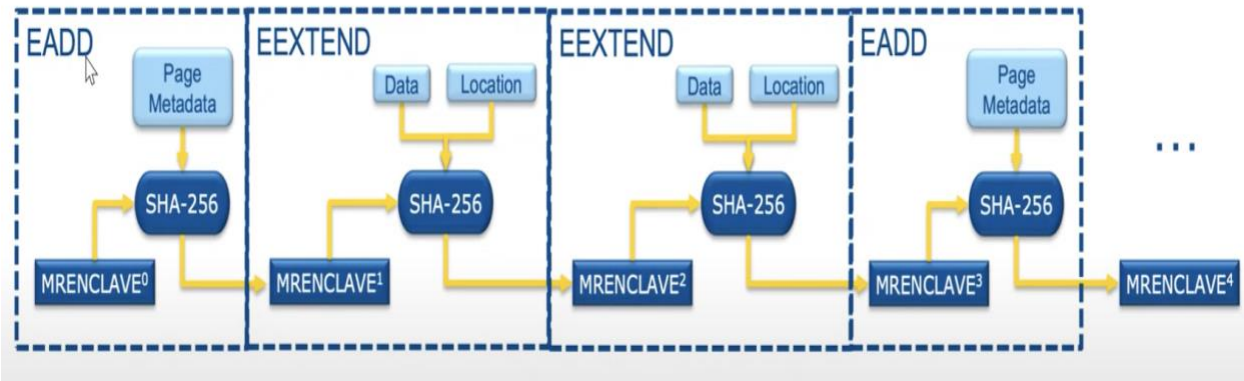 EADD
Page
Metadata
SHA-256
MRENCLAVE⁰
EEXTEND
Data
Location
SHA-256
MRENCLAVE¹
EEXTEND
Data
Location
SHA-256
MRENCLAVE²
EADD
Page
Metadata
SHA-256
MRENCLAVE³
...
MRENCLAVE⁴